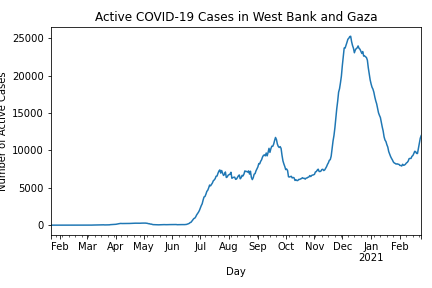 Active COVID-19 Cases in West Bank and Gaza
Number of Active Cases
25000
20000
15000
10000
5000
0
Feb Mar Apr May Jun Jul Aug Sep Oct Nov Dec Jan Feb
2021
Day